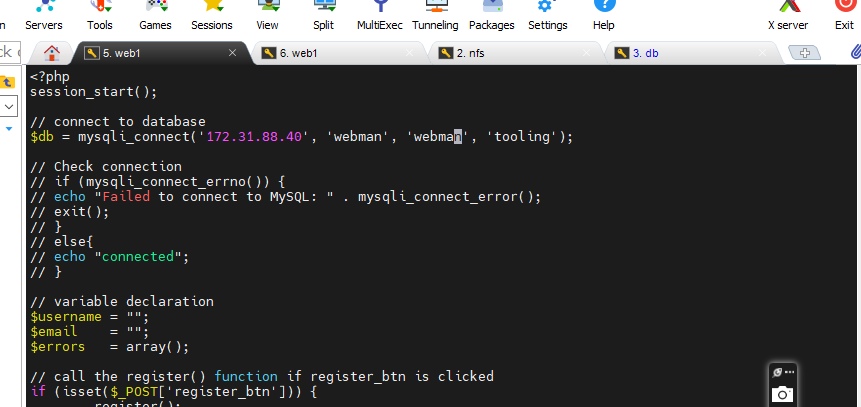 Servers Tools Games Sessions View Split MultiExec Tunneling Packages Settings Help X server Exit
5. web1 6. web1 2. nfs 3. db
<?php
session_start();
// connect to database
$db = mysqli_connect('172.31.88.40', 'webman', 'webman', 'tooling');
// Check connection
// if (mysqli_connect_errno()) {
// echo "Failed to connect to MySQL: " . mysqli_connect_error();
// exit();
// }
// else{
// echo "connected";
// }
// variable declaration
$username = "";
$email    = "";
$errors   = array();
// call the register() function if register_btn is clicked
if (isset($_POST['register_btn'])) {
register();